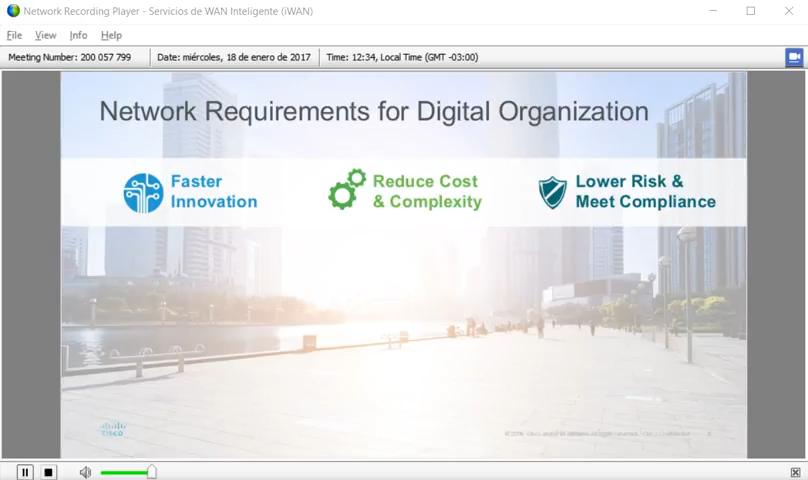 Network Recording Player - Servicios de WAN Inteligente (iWAN)
File View Info Help
Meeting Number: 200 057 799 Date: miércoles, 18 de enero de 2017 Time: 12:34, Local Time (GMT -03:00)
Network Requirements for Digital Organization
Faster
Innovation
Reduce Cost
& Complexity
Lower Risk &
Meet Compliance
CISCO